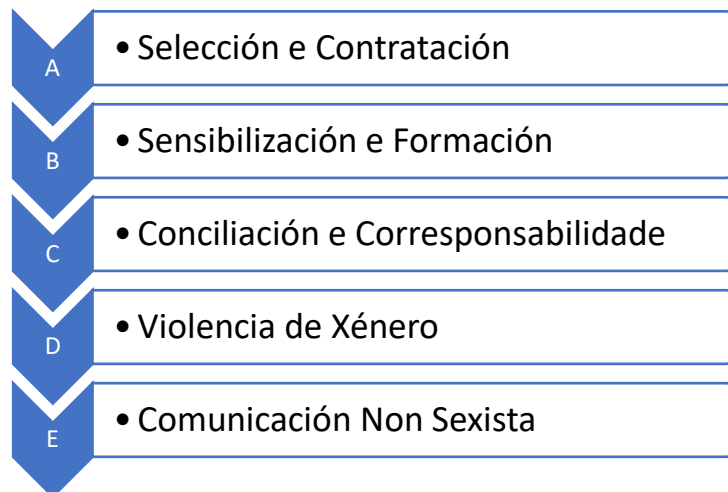 A
• Selección e Contratación
B
• Sensibilización e Formación
C
• Conciliación e Corresponsabilidade
D
• Violencia de Xénero
E
• Comunicación Non Sexista